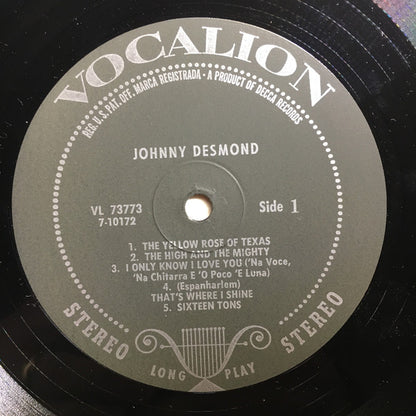 VOCALION
REG. U. S. PAT. OFF. MARCA REGISTRADA · A PRODUCT OF DECCA RECORDS
JOHNNY DESMOND
VL 73773
7-10172
Side 1
1. THE YELLOW ROSE OF TEXAS
2. THE HIGH AND THE MIGHTY
3. I ONLY KNOW I LOVE YOU ('Na Voce,
'Na Chitarra E 'O Poco 'E Luna)
4. (Espanharlem)
THAT'S WHERE I SHINE
5. SIXTEEN TONS
STEREO
LONG PLAY
STEREO